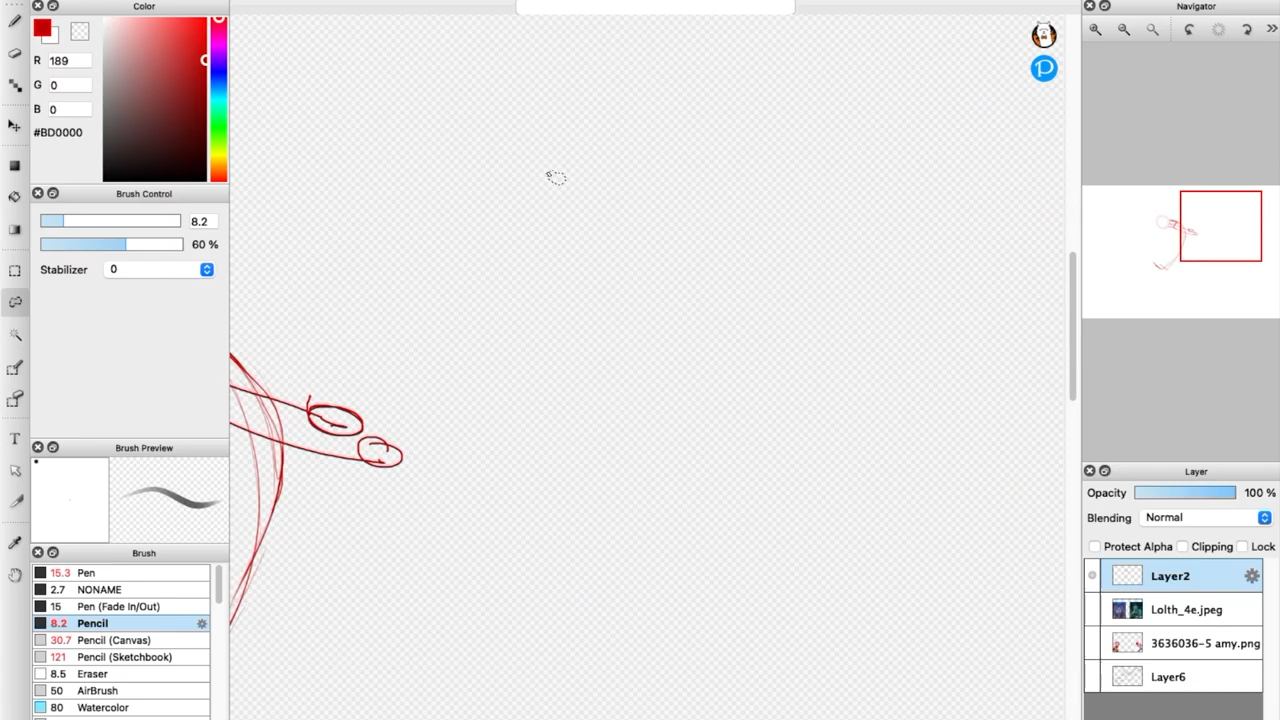 Color
R 189
G 0
B 0
#BD0000
Brush Control
8.2
60 %
Stabilizer 0
Brush Preview
Brush
15.3 Pen
2.7 NONAME
15 Pen (Fade In/Out)
8.2 Pencil
30.7 Pencil (Canvas)
121 Pencil (Sketchbook)
8.5 Eraser
50 AirBrush
80 Watercolor
Navigator
Layer
Opacity 100 %
Blending Normal
Protect Alpha Clipping Lock
Layer2
Lolth_4e.jpeg
3636036-5 amy.png
Layer6